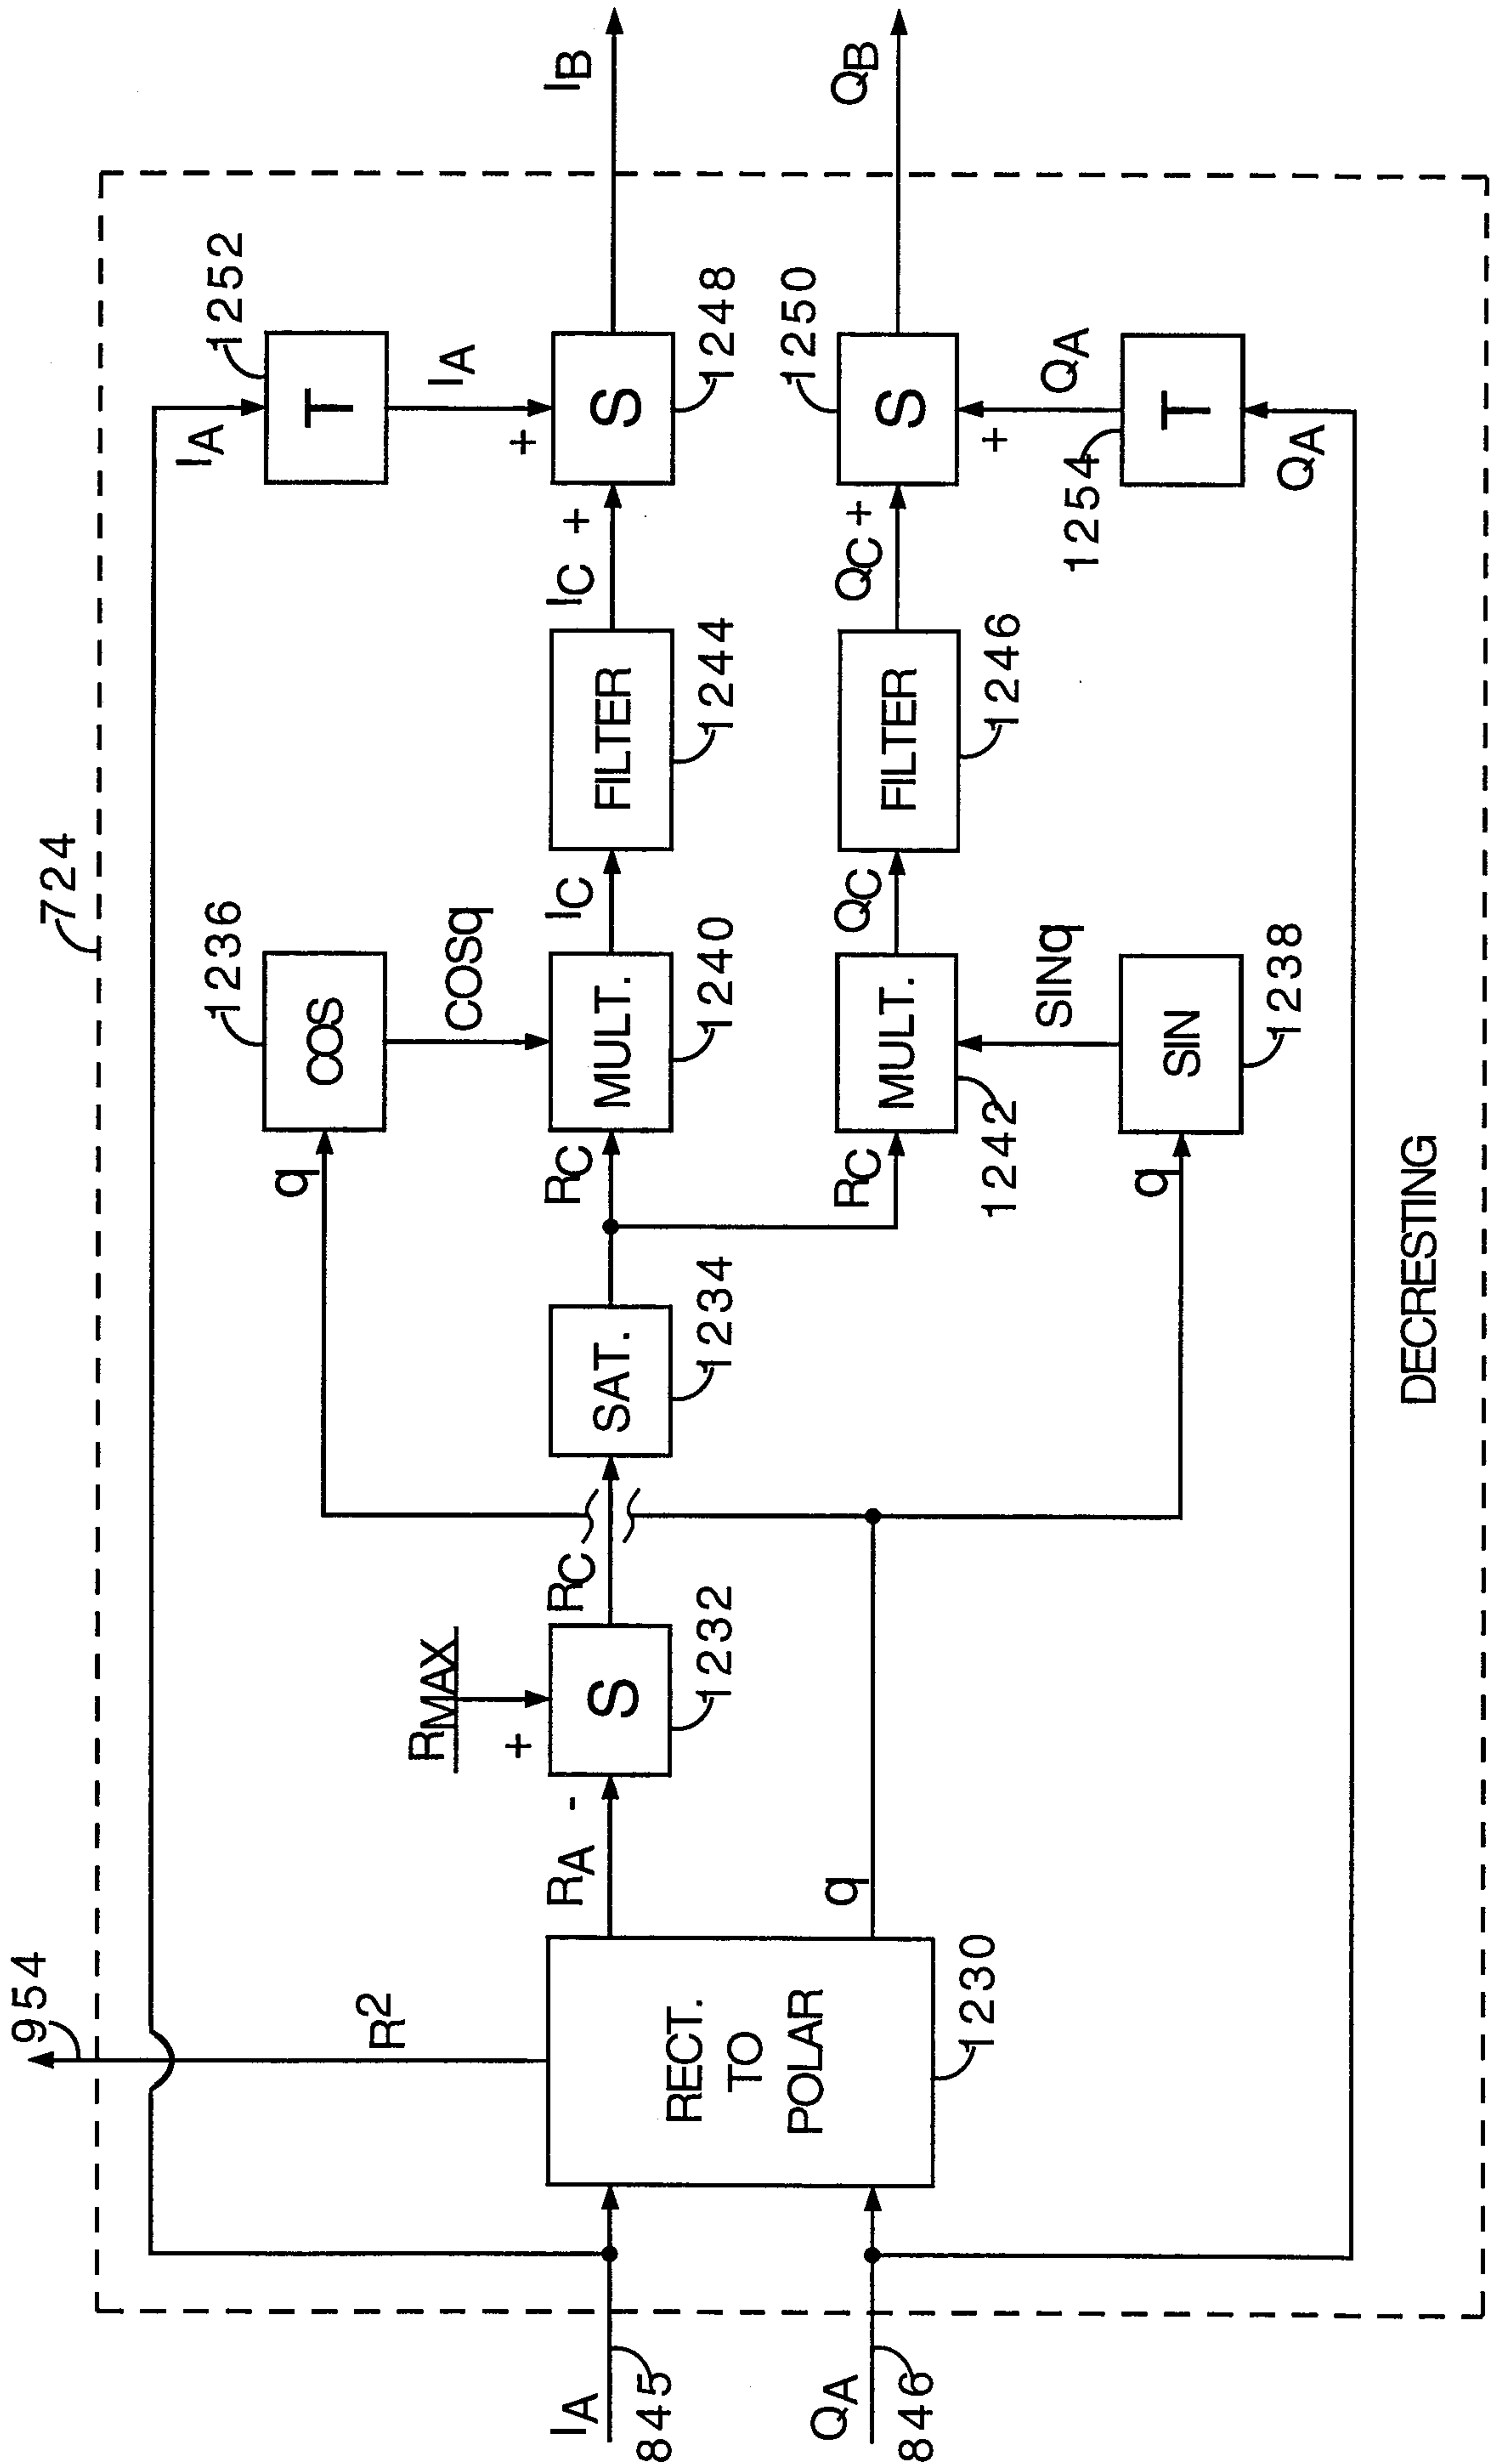 724
954
R2
IA
IA
1252
T
IA
1236
COS
q
COSq
RMAX
+
IA
845
RA -
S
1232
RC
SAT.
1234
RC
MULT.
1240
IC
FILTER
1244
IC +
+
S
1248
IB
RECT.
TO
POLAR
1230
QA
846
q
RC
MULT.
1242
QC
FILTER
1246
QC +
S
1250
QB
SINq
q
SIN
1238
+
QA
1254
T
QA
DECRESTING